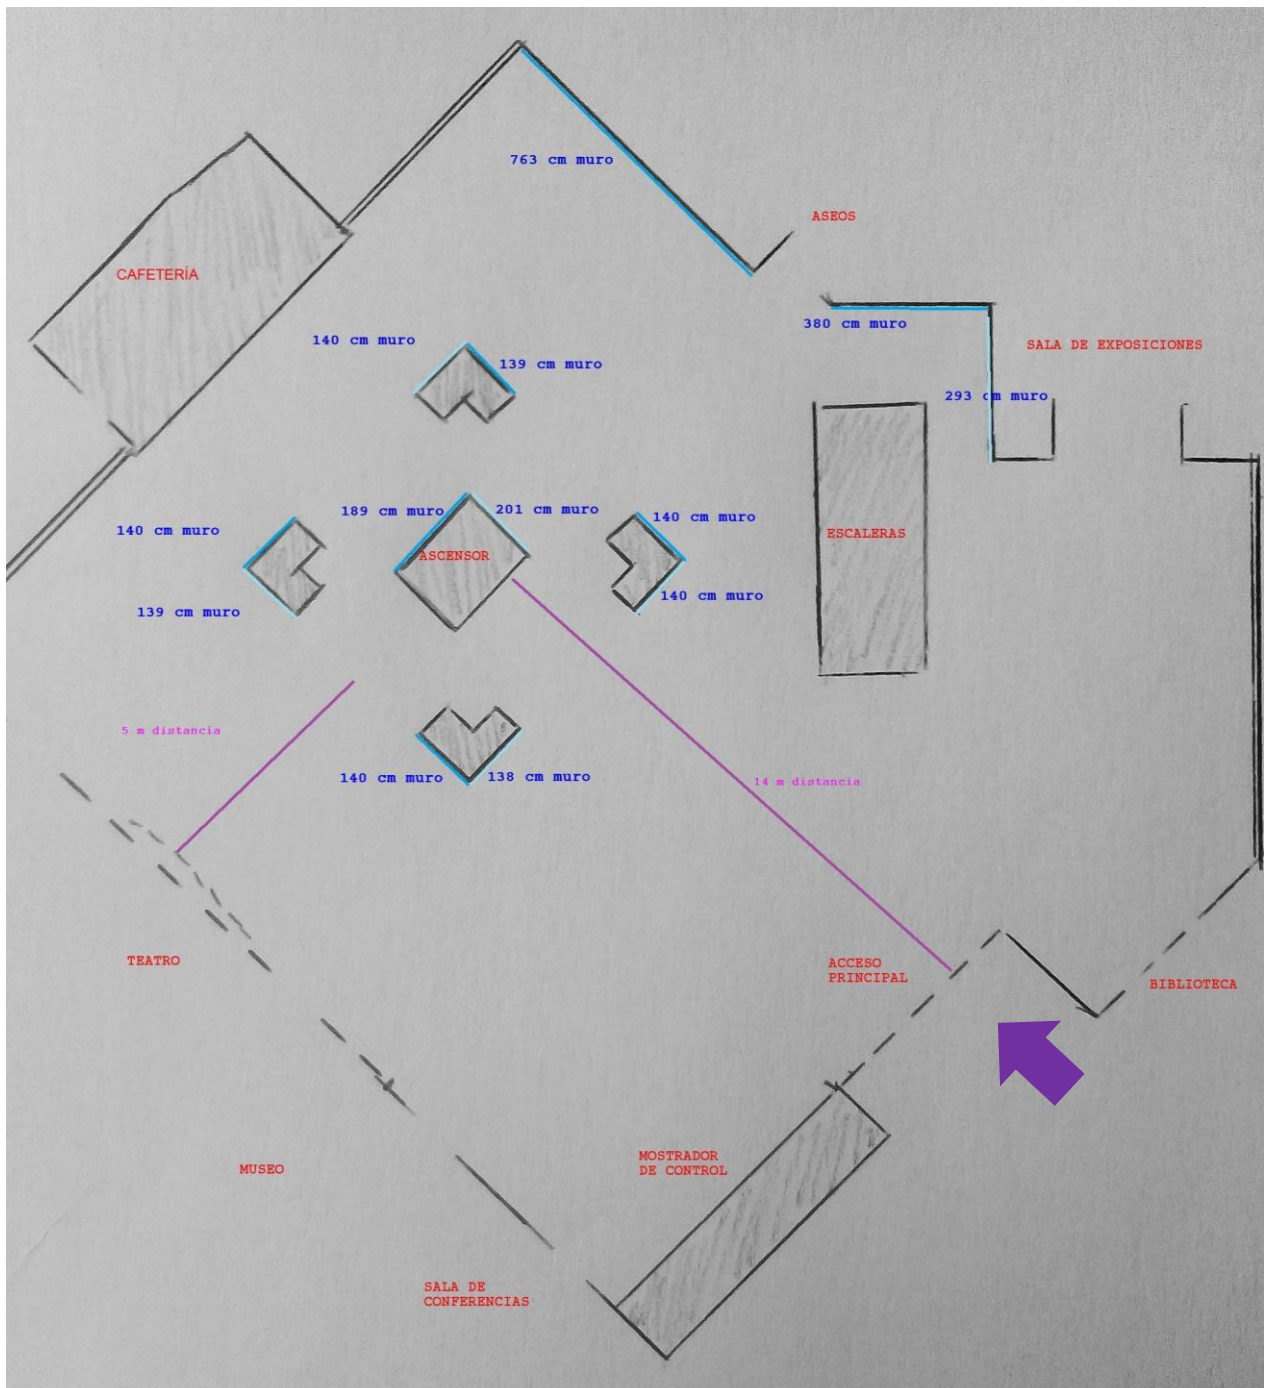 763 cm muro
ASEOS
CAFETERÍA
380 cm muro
140 cm muro
SALA DE EXPOSICIONES
139 cm muro
293 cm muro
189 cm muro
201 cm muro
140 cm muro
140 cm muro
ESCALERAS
ASCENSOR
140 cm muro
139 cm muro
5 m distancia
140 cm muro
138 cm muro
14 m distancia
TEATRO
ACCESO
PRINCIPAL
BIBLIOTECA
MUSEO
MOSTRADOR
DE CONTROL
SALA DE
CONFERENCIAS